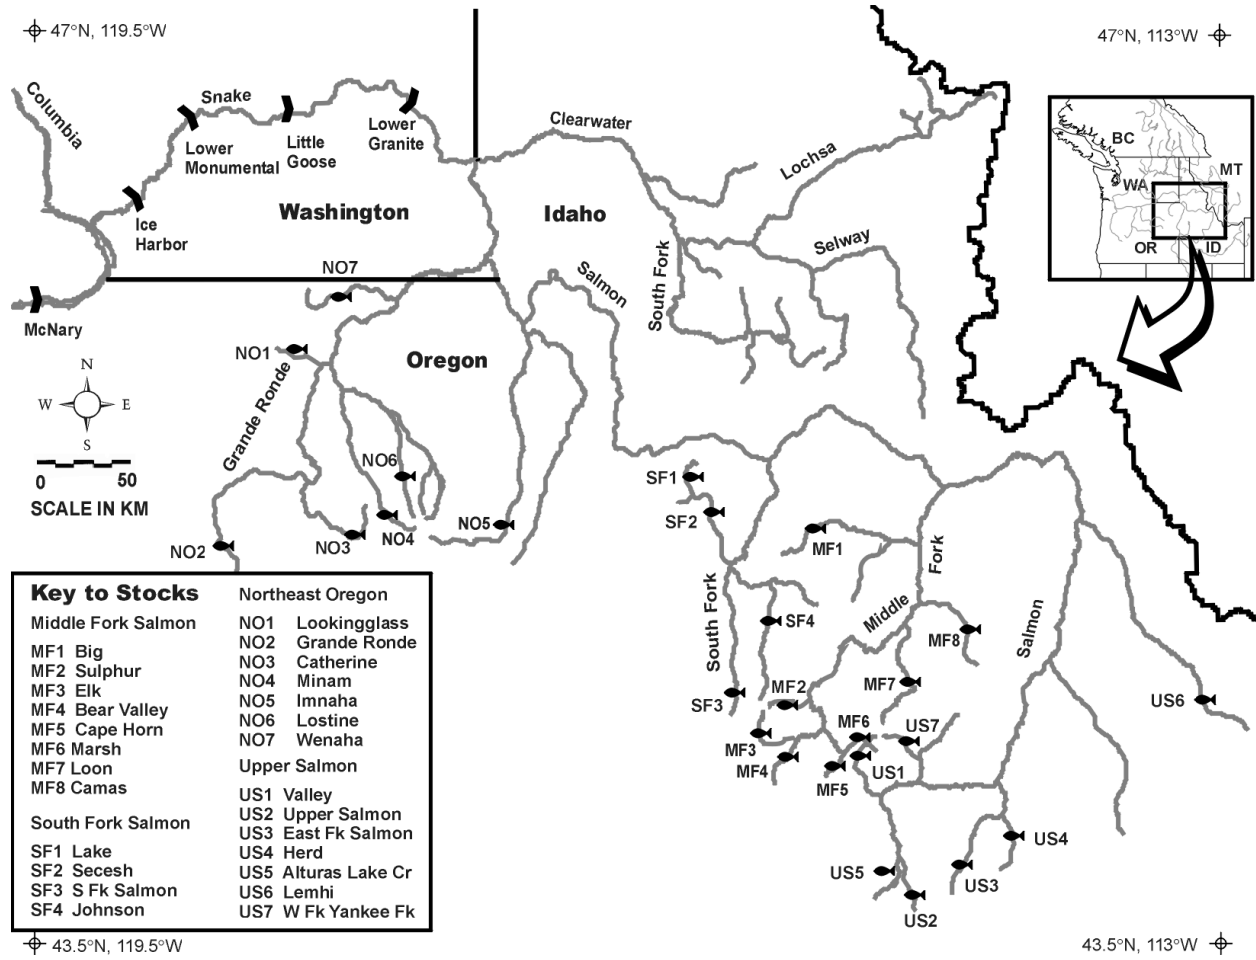 47°N, 119.5°W
47°N, 113°W
Columbia
Snake
Lower
Monumental
Little
Goose
Lower
Granite
Clearwater
Lochsa
Ice
Harbor
Washington
Idaho
Selway
South Fork
Salmon
BC
WA
MT
OR
ID
NO7
McNary
NO1
Oregon
Grande Ronde
N
W
E
S
0
50
SCALE IN KM
NO6
NO2
NO3
NO4
NO5
SF1
SF2
MF1
Fork
South Fork
SF4
Middle
MF8
Salmon
SF3
MF2
MF7
US6
MF3
MF4
MF6
US7
MF5
US1
US4
US5
US3
US2
Key to Stocks
Middle Fork Salmon
MF1 Big
MF2 Sulphur
MF3 Elk
MF4 Bear Valley
MF5 Cape Horn
MF6 Marsh
MF7 Loon
MF8 Camas
South Fork Salmon
SF1 Lake
SF2 Secesh
SF3 S Fk Salmon
SF4 Johnson
Northeast Oregon
NO1 Lookingglass
NO2 Grande Ronde
NO3 Catherine
NO4 Minam
NO5 Imnaha
NO6 Lostine
NO7 Wenaha
Upper Salmon
US1 Valley
US2 Upper Salmon
US3 East Fk Salmon
US4 Herd
US5 Alturas Lake Cr
US6 Lemhi
US7 W Fk Yankee Fk
43.5°N, 119.5°W
43.5°N, 113°W